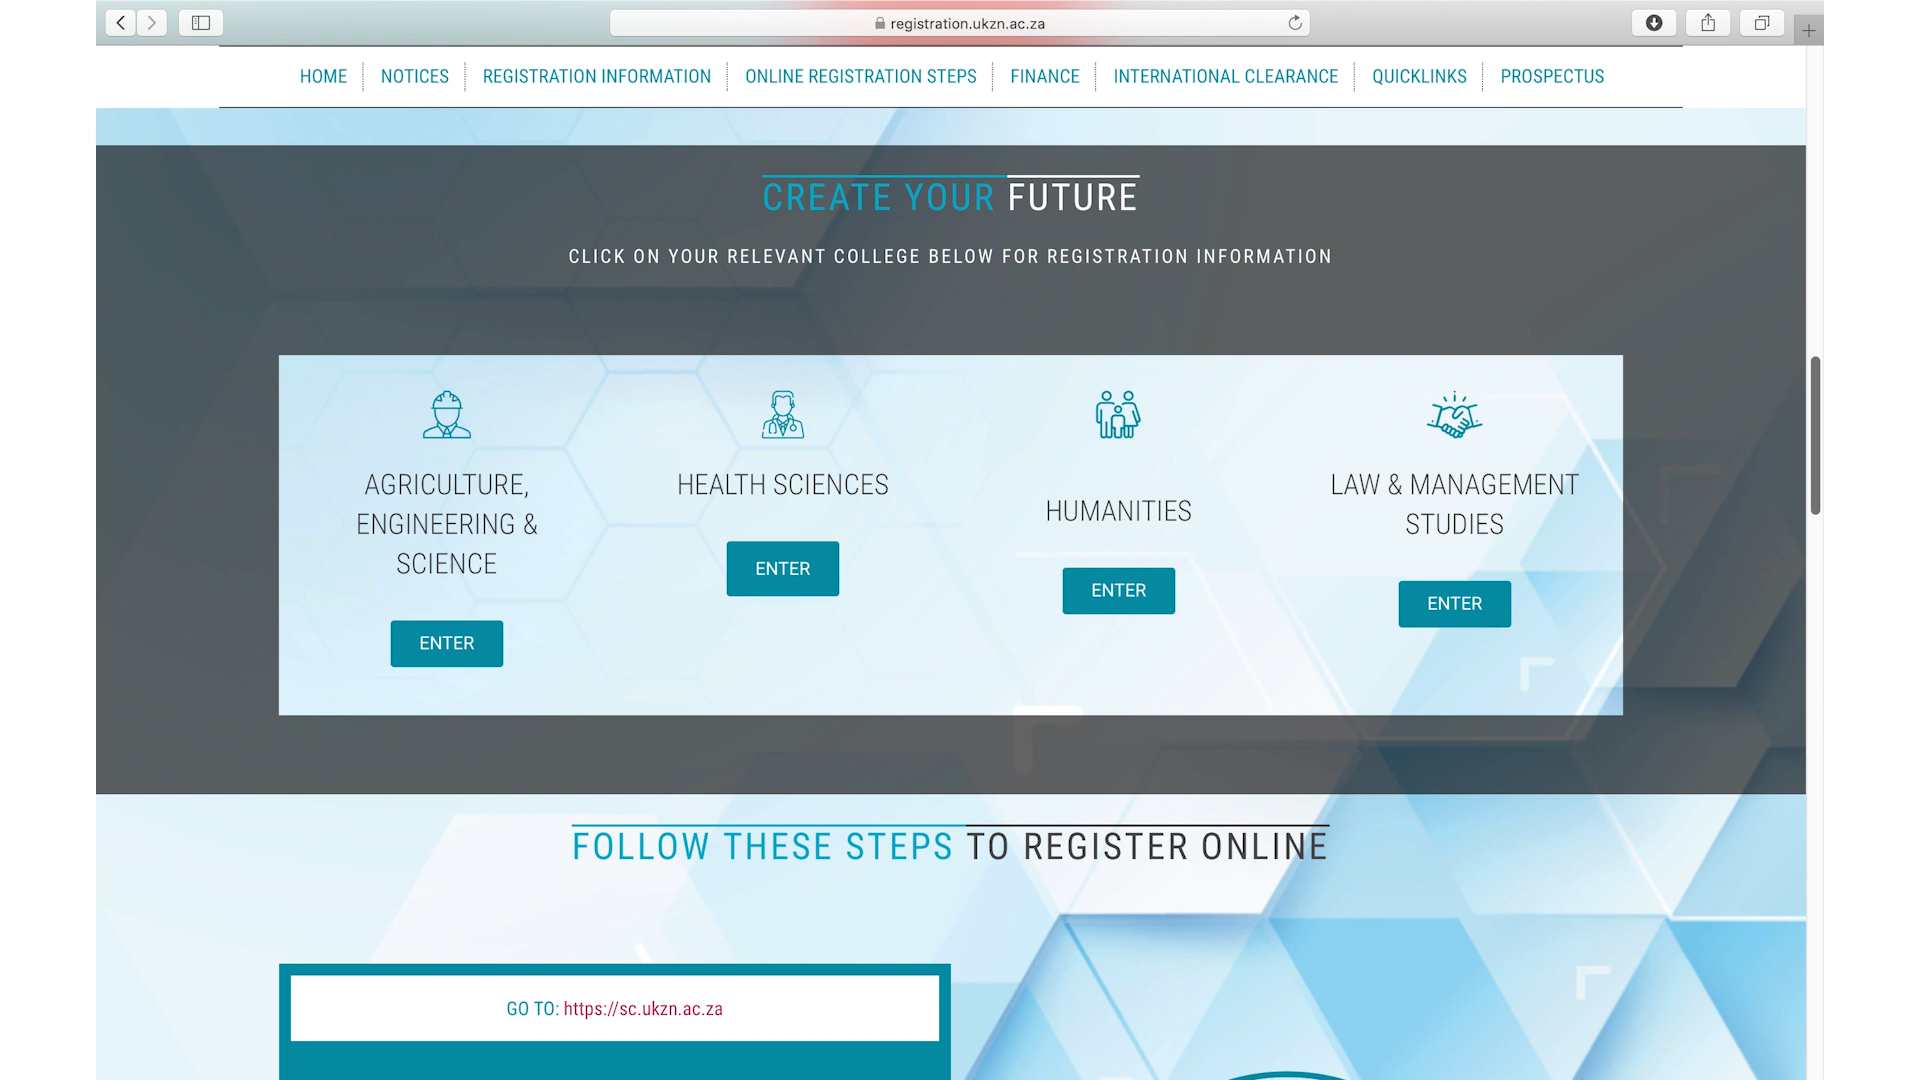 registration.ukzn.ac.za
HOME
NOTICES
REGISTRATION INFORMATION
ONLINE REGISTRATION STEPS
FINANCE
INTERNATIONAL CLEARANCE
QUICKLINKS
PROSPECTUS
CREATE YOUR FUTURE
CLICK ON YOUR RELEVANT COLLEGE BELOW FOR REGISTRATION INFORMATION
AGRICULTURE,
ENGINEERING &
SCIENCE
ENTER
HEALTH SCIENCES
ENTER
HUMANITIES
ENTER
LAW & MANAGEMENT
STUDIES
ENTER
FOLLOW THESE STEPS TO REGISTER ONLINE
GO TO: https://sc.ukzn.ac.za